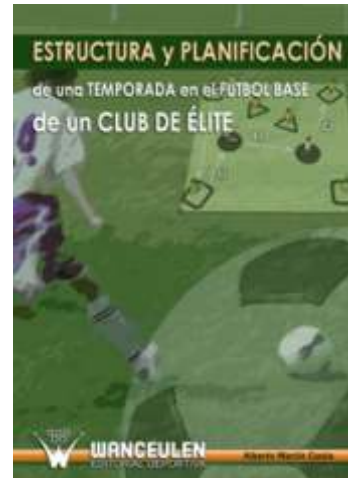 ESTRUCTURA y PLANIFICACIÓN
de una TEMPORADA en el FÚTBOL BASE
de un CLUB DE ÉLITE
WANCEULEN
EDITORIAL DEPORTIVA
Alberto Martín